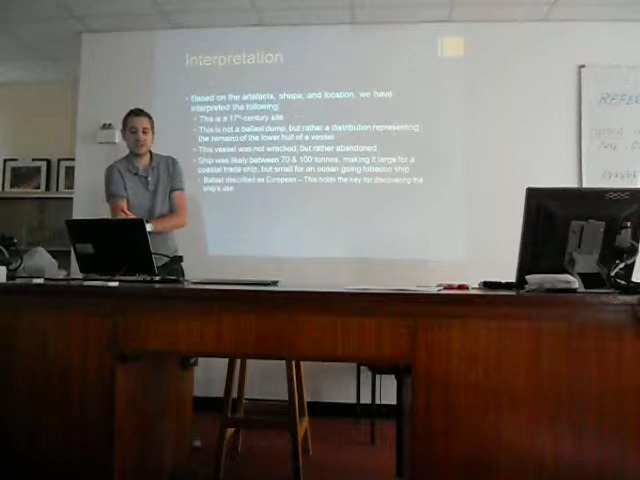 Interpretation
Based on the artefacts, shape, and location, we have
interpreted the following:
This is a 17th-century site
This is not a ballast dump, but rather a distribution representing
the remains of the lower hull of a vessel
This vessel was not wrecked, but rather abandoned
Ship was likely between 70 & 100 tonnes, making it large for a
coastal trade ship, but small for an ocean going tobacco ship
Ballast described as European – This holds the key for discovering the
ship's use